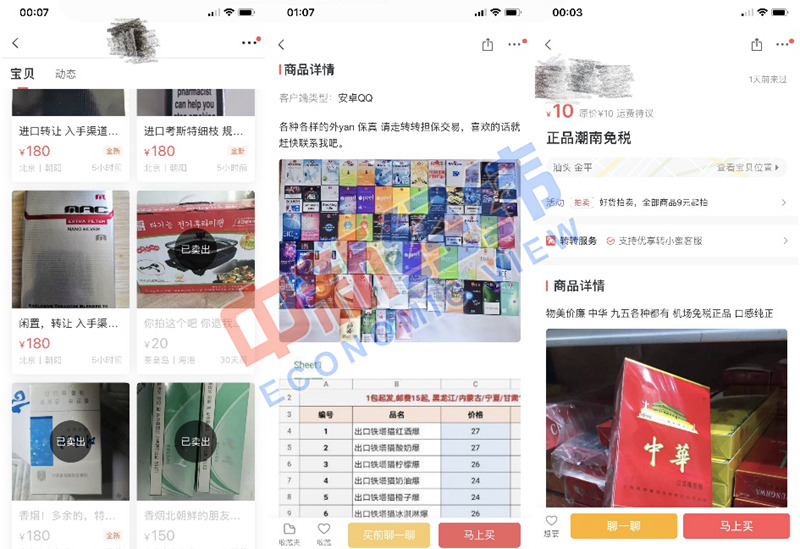 00:07
宝贝
动态
pharmacist
can help you
进口转让 入手渠道...
¥180
全新
北京｜朝阳
5小时前
进口考斯特细枝 规...
¥180
全新
北京｜朝阳
5小时前
MAC
EXTRA FILTER
NANO SILVER
闲置，转让 入手渠...
¥180
北京｜朝阳
5小时前
已卖出
你拍这个吧 你退我...
¥20
秦皇岛｜海港
30天前
已卖出
香烟！多余的，特...
¥180
全新
已卖出
香烟北朝鲜的朋友...
¥150
01:07
商品详情
客户端类型：安卓QQ
各种各样的外yan 保真 请走转转担保交易，喜欢的话就
赶快联系我吧。
Sheet1
A B C
2 1包起发,邮费15起, 黑龙江/内蒙古/宁夏/甘肃
3 编号 品名 价格
4 1 出口铁塔猫红酒爆 27
5 2 出口铁塔猫酸奶爆 27
6 3 出口铁塔猫柠檬爆 26
7 4 出口铁塔猫奶油爆 24
8 5 出口铁塔猫橙子爆 24
9 6 出口铁塔猫冰淇淋爆 26
收藏
买前聊一聊
马上买
00:03
1天前来过
¥10 原价¥10 运费待议
正品潮南免税
汕头 金平
查看宝贝位置
活动 拍卖 好货拍卖，全部商品9元起拍
转转服务 支持优享转小蜜客服
商品详情
物美价廉 中华 九五各种都有 机场免税正品 口感纯正
中華
想要
聊一聊
马上买
中新经纬
ECONOMIC VIEW